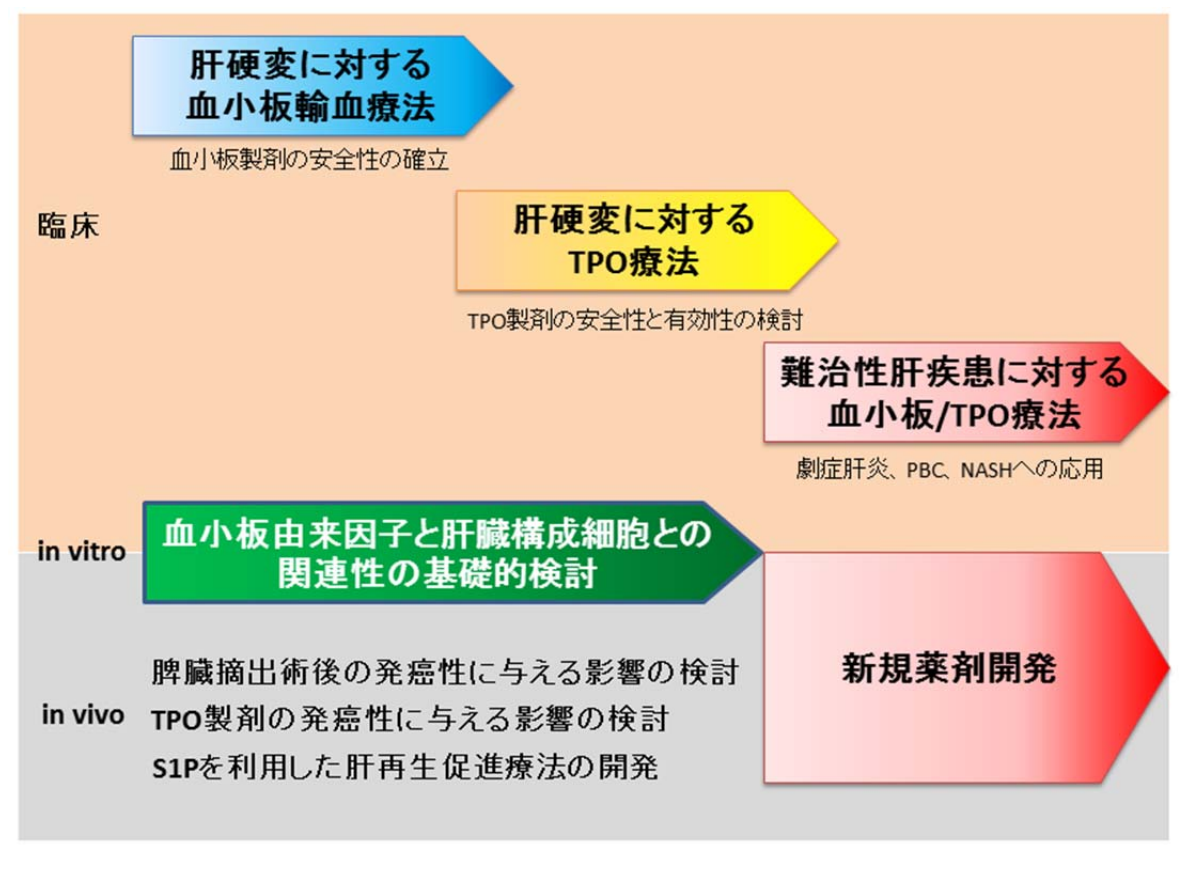 肝硬変に対する
血小板輸血療法
血小板製剤の安全性の確立
臨床
肝硬変に対する
TPO療法
TPO製剤の安全性と有効性の検討
難治性肝疾患に対する
血小板/TPO療法
劇症肝炎、PBC、NASHへの応用
in vitro
血小板由来因子と肝臓構成細胞との
関連性の基礎的検討
新規薬剤開発
in vivo
脾臓摘出術後の発癌性に与える影響の検討
TPO製剤の発癌性に与える影響の検討
S1Pを利用した肝再生促進療法の開発